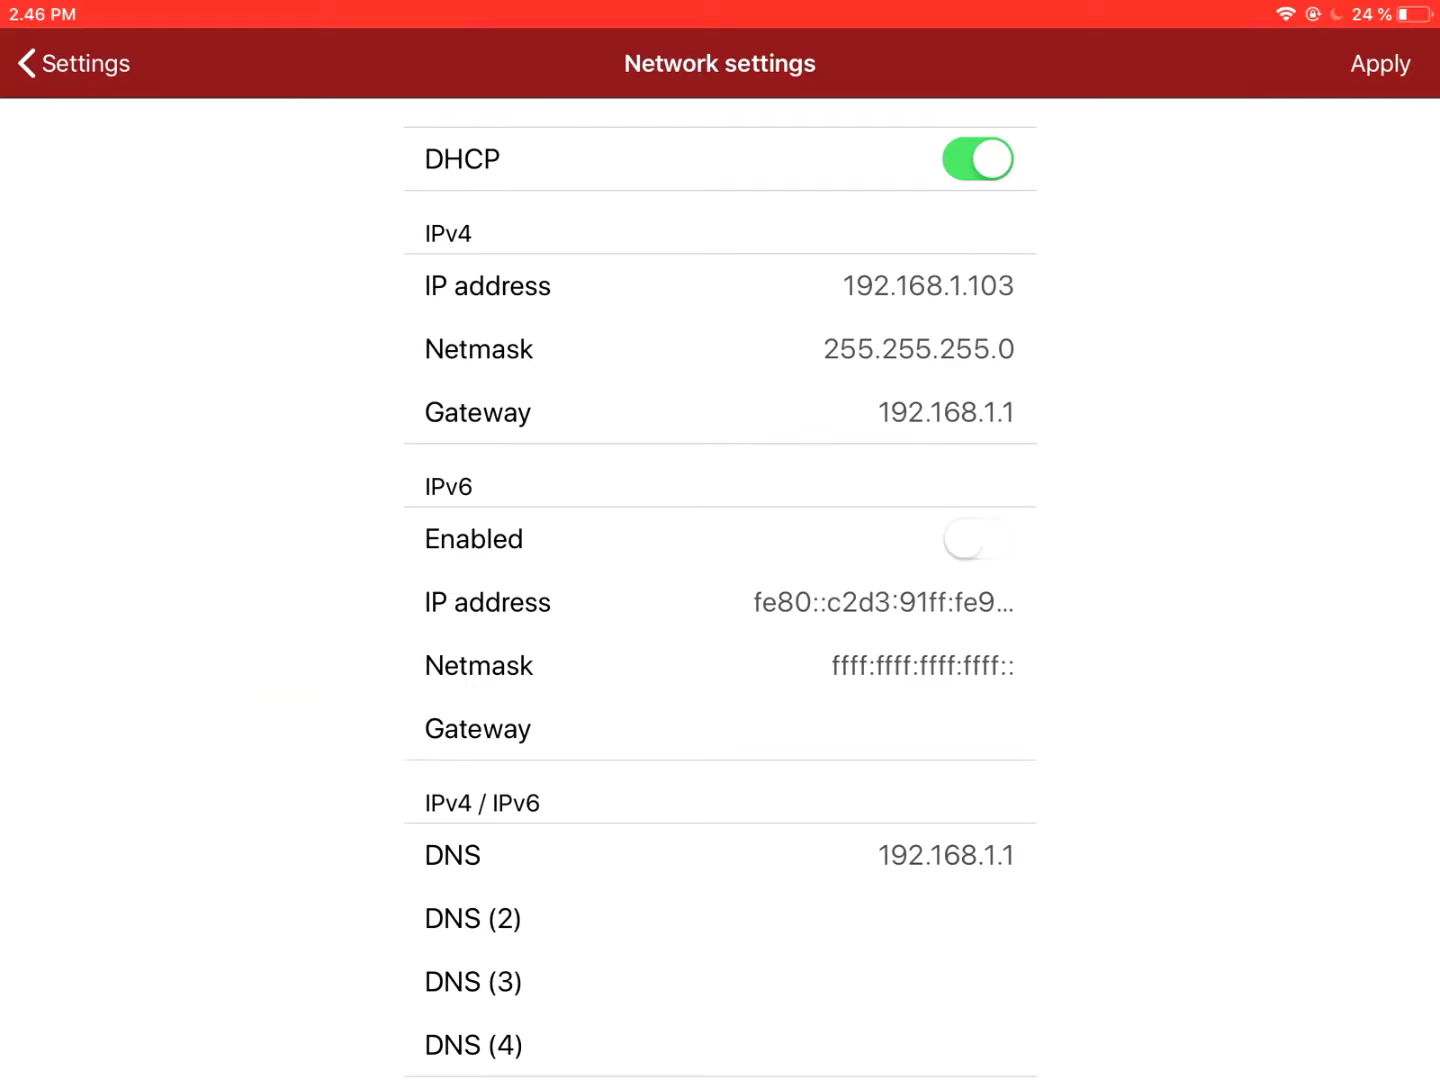 2.46 PM
24 %
Settings
Network settings
Apply
DHCP
IPv4
IP address 192.168.1.103
Netmask 255.255.255.0
Gateway 192.168.1.1
IPv6
Enabled
IP address fe80::c2d3:91ff:fe9...
Netmask ffff:ffff:ffff:ffff::
Gateway
IPv4 / IPv6
DNS 192.168.1.1
DNS (2)
DNS (3)
DNS (4)